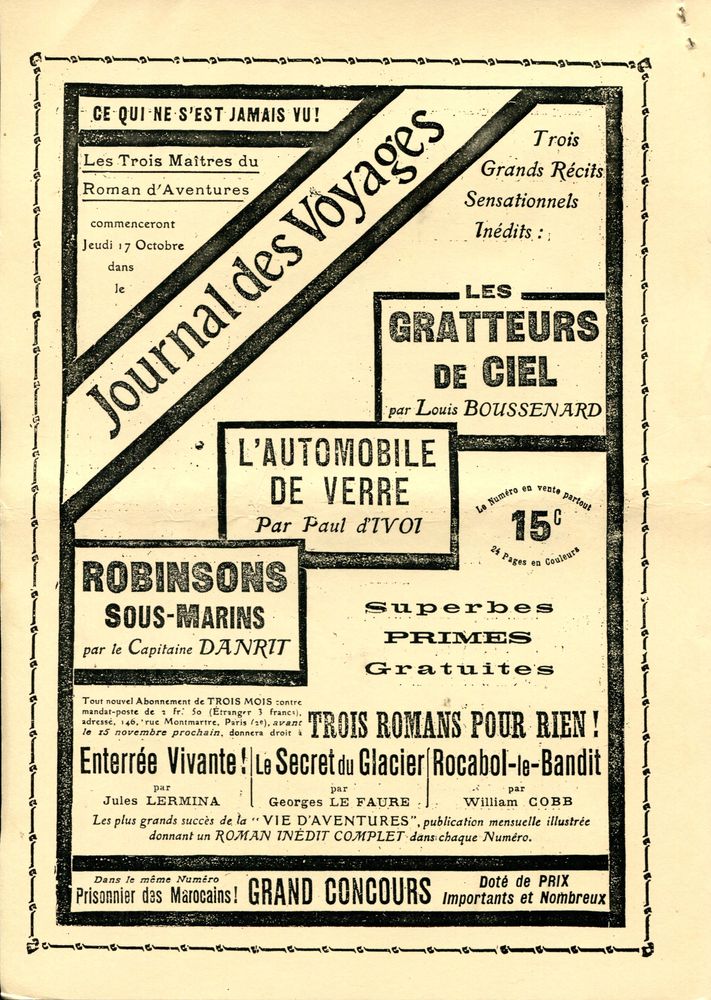 CE QUI NE S'EST JAMAIS VU!
Les Trois Maîtres du
Roman d'Aventures
commenceront
Jeudi 17 Octobre
dans
le
Journal des Voyages
Trois
Grands Récits
Sensationnels
Inédits :
LES
GRATTEURS
DE CIEL
par Louis BOUSSENARD
L'AUTOMOBILE
DE VERRE
Par Paul d'IVOI
Le Numéro en vente partout
15c
24 Pages en Couleurs
ROBINSONS
SOUS-MARINS
par le Capitaine DANRIT
Superbes
PRIMES
Gratuites
Tout nouvel Abonnement de TROIS MOIS contre
mandat-poste de 2 fr. 50 (Étranger 3 francs),
adressé, 146, rue Montmartre, Paris (2e), avant
le 15 novembre prochain, donnera droit à
TROIS ROMANS POUR RIEN !
Enterrée Vivante !
par
Jules LERMINA
Le Secret du Glacier
par
Georges LE FAURE
Rocabol-le-Bandit
par
William COBB
Les plus grands succès de la "VIE D'AVENTURES", publication mensuelle illustrée
donnant un ROMAN INÉDIT COMPLET dans chaque Numéro.
Dans le même Numéro
Prisonnier des Marocains!
GRAND CONCOURS
Doté de PRIX
Importants et Nombreux